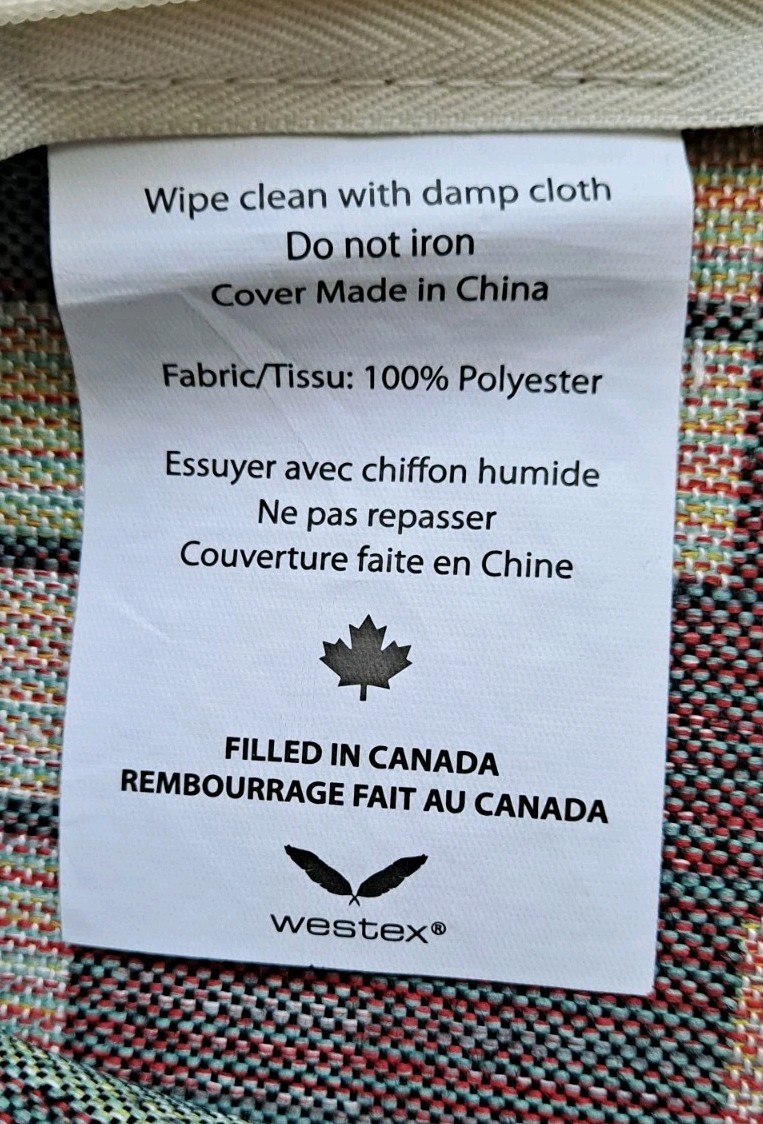 Wipe clean with damp cloth
Do not iron
Cover Made in China
Fabric/Tissu: 100% Polyester
Essuyer avec chiffon humide
Ne pas repasser
Couverture faite en Chine
FILLED IN CANADA
REMBOURRAGE FAIT AU CANADA
westex®